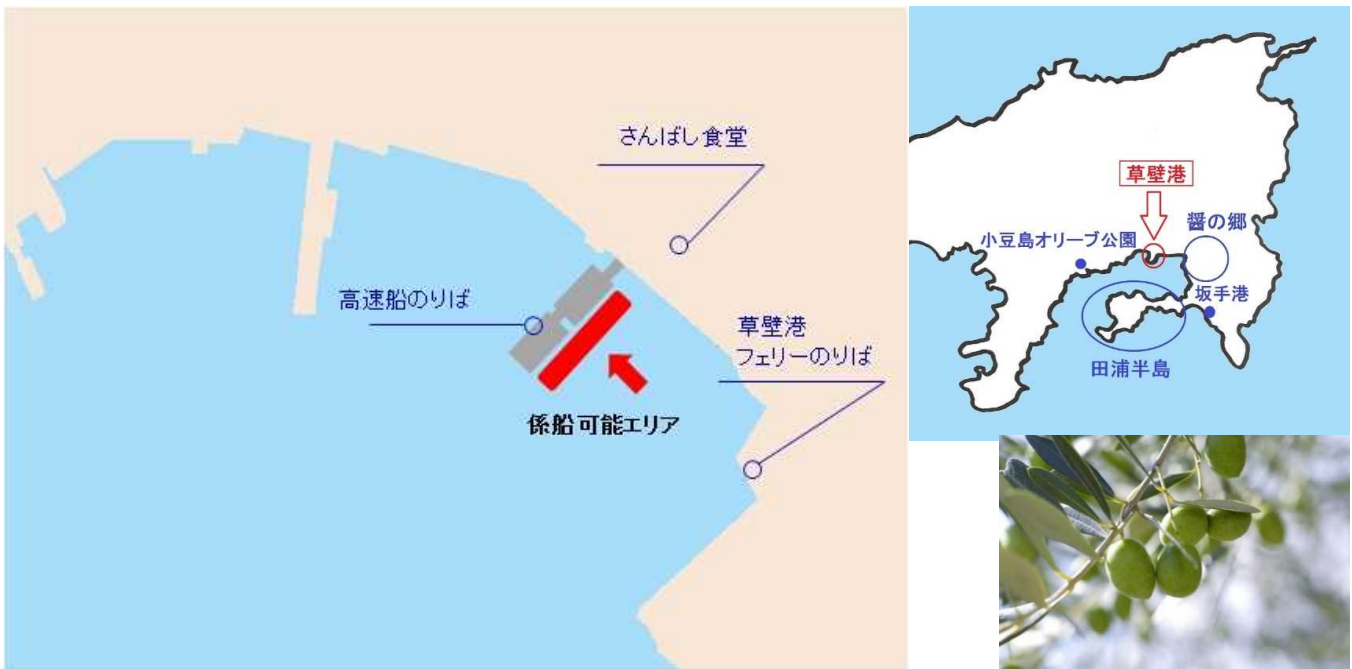 さんばし食堂
高速船のりば
草壁港
フェリーのりば
係船可能エリア
草壁港
醤の郷
小豆島オリーブ公園
坂手港
田浦半島